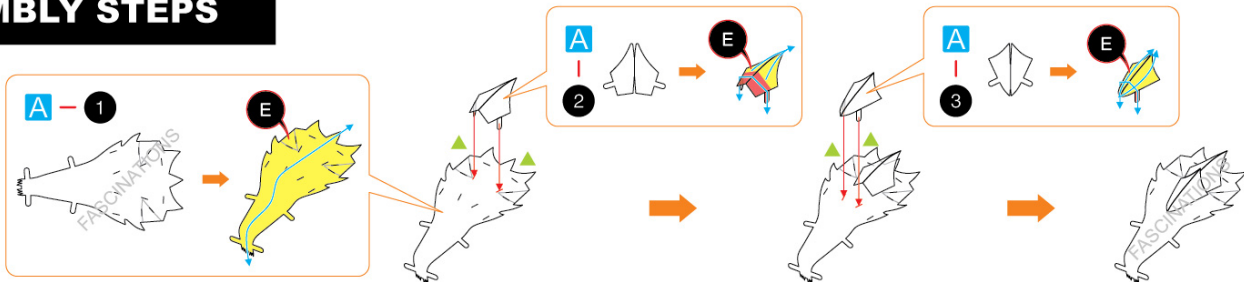 MBLY STEPS
A 1
E
FASCINATIONS
A
2
E
A
3
E
FASCINATIONS